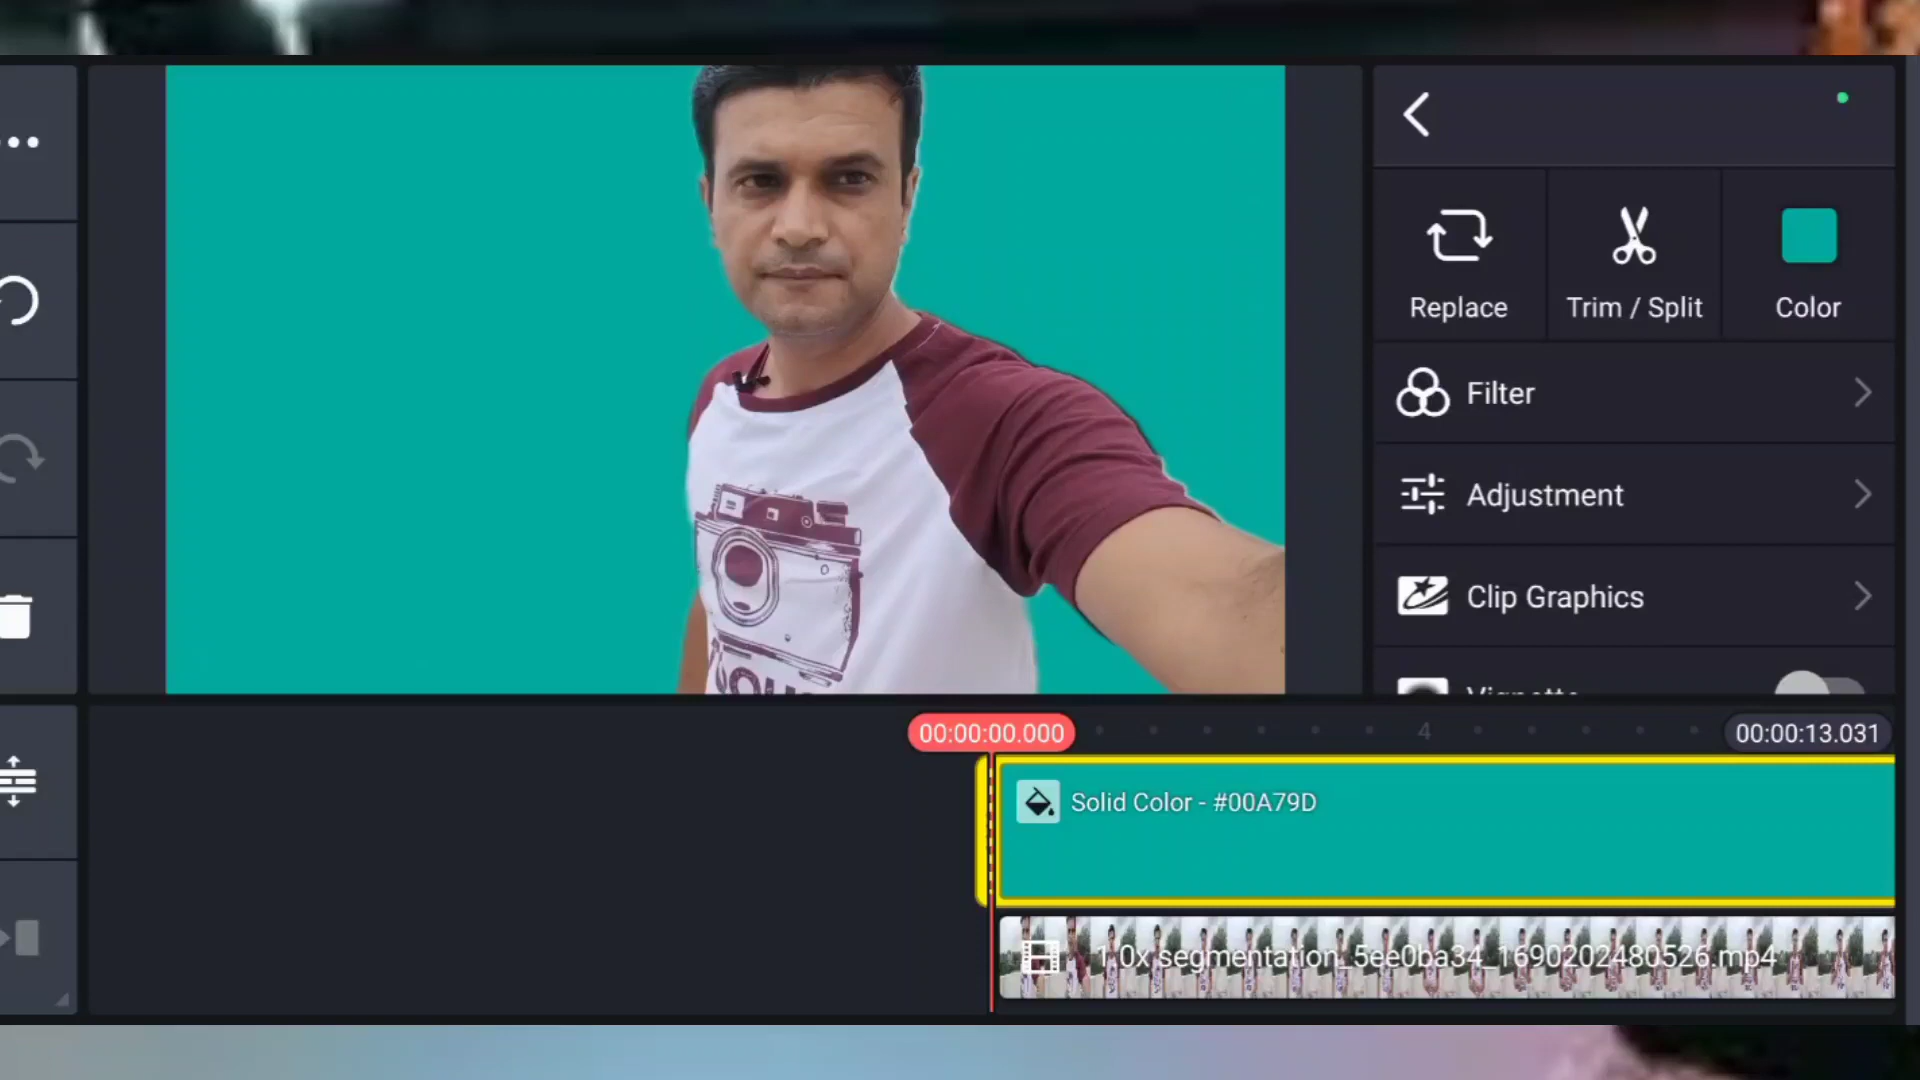 Replace
Trim / Split
Color
Filter
Adjustment
Clip Graphics
Vignette
00:00:00.000
4
00:00:13.031
Solid Color - #00A79D
1.0x segmentation_5ee0ba34_1690202480526.mp4